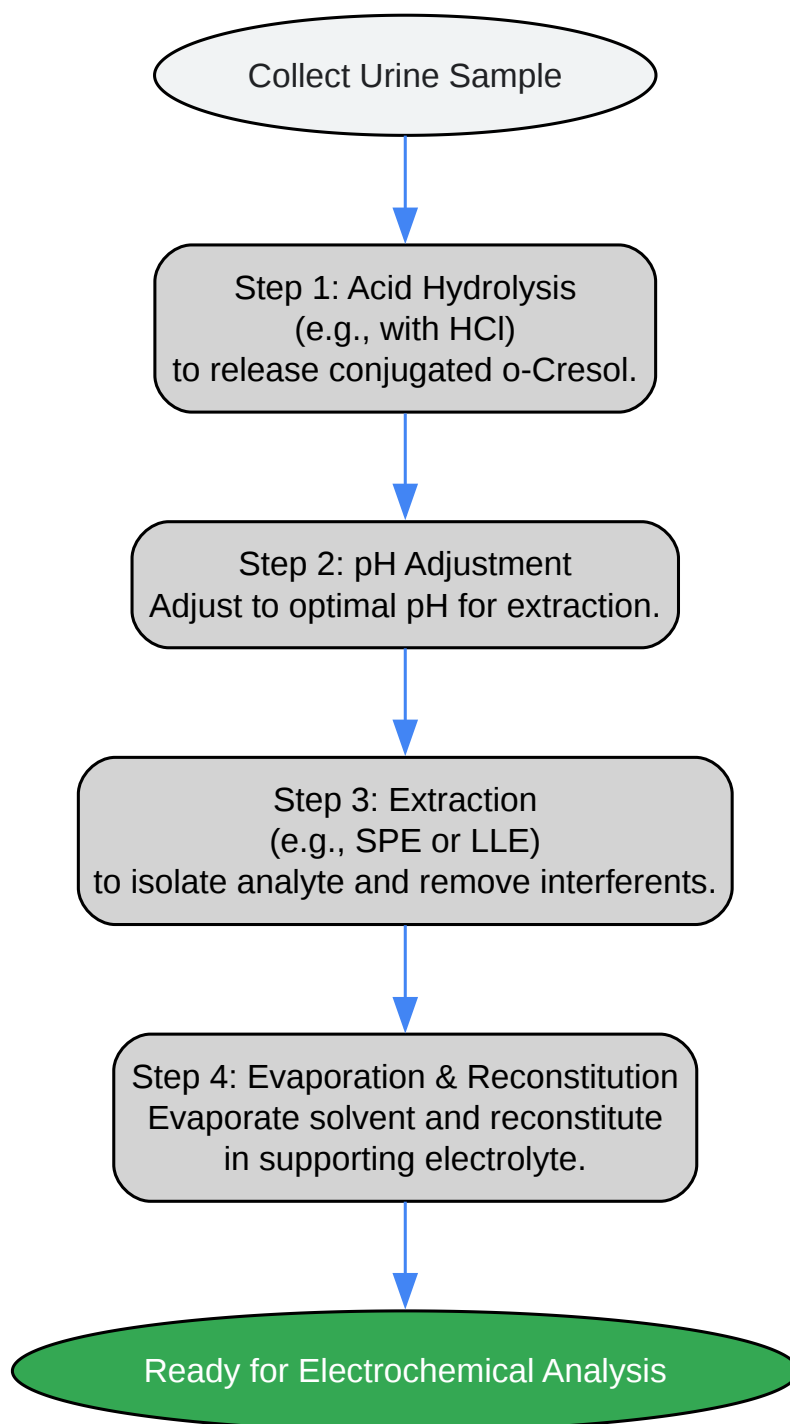 Collect Urine Sample
Step 1: Acid Hydrolysis
(e.g., with HCl)
to release conjugated o-Cresol.
Step 2: pH Adjustment
Adjust to optimal pH for extraction.
Step 3: Extraction
(e.g., SPE or LLE)
to isolate analyte and remove interferents.
Step 4: Evaporation & Reconstitution
Evaporate solvent and reconstitute
in supporting electrolyte.
Ready for Electrochemical Analysis